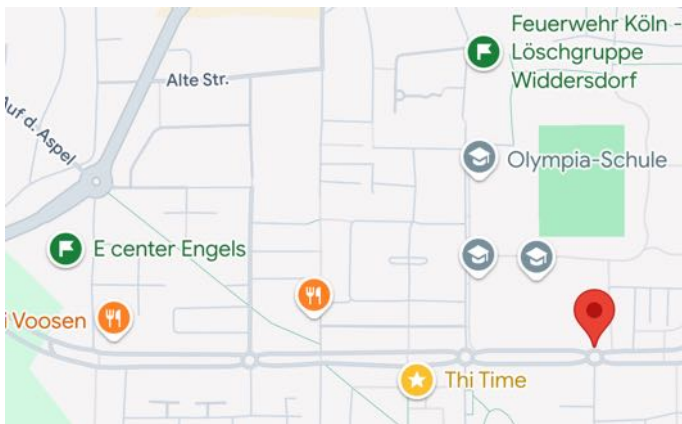 Feuerwehr Köln -
Löschgruppe
Widdersdorf
Alte Str.
Auf d. Aspel
Olympia-Schule
E center Engels
i Voosen
Thi Time